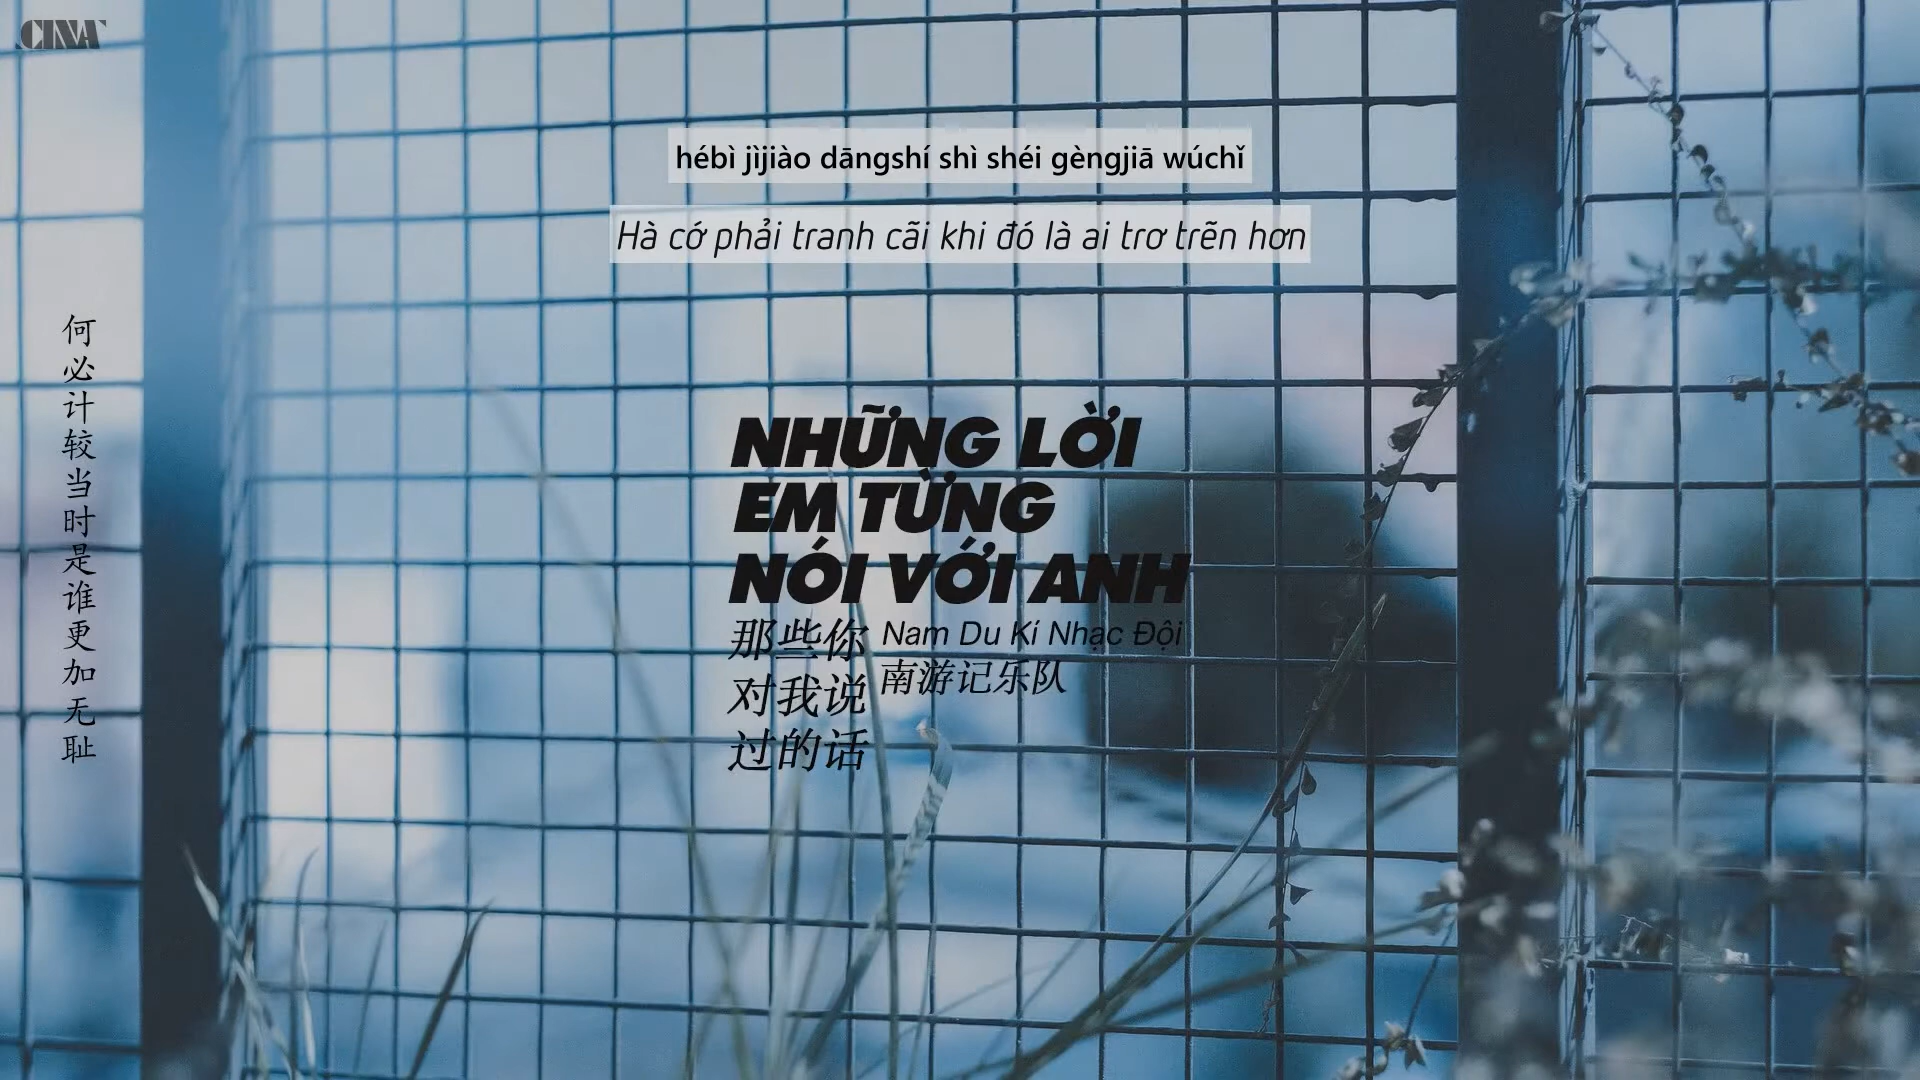 .CINA
hébì jìjiào dāngshí shì shéi gèngjiā wúchǐ
Hà cớ phải tranh cãi khi đó là ai trơ trẽn hơn
何必计较当时是谁更加无耻
NHỮNG LỜI
EM TỪNG
NÓI VỚI ANH
那些你
对我说
过的话
Nam Du Kí Nhạc Đội
南游记乐队